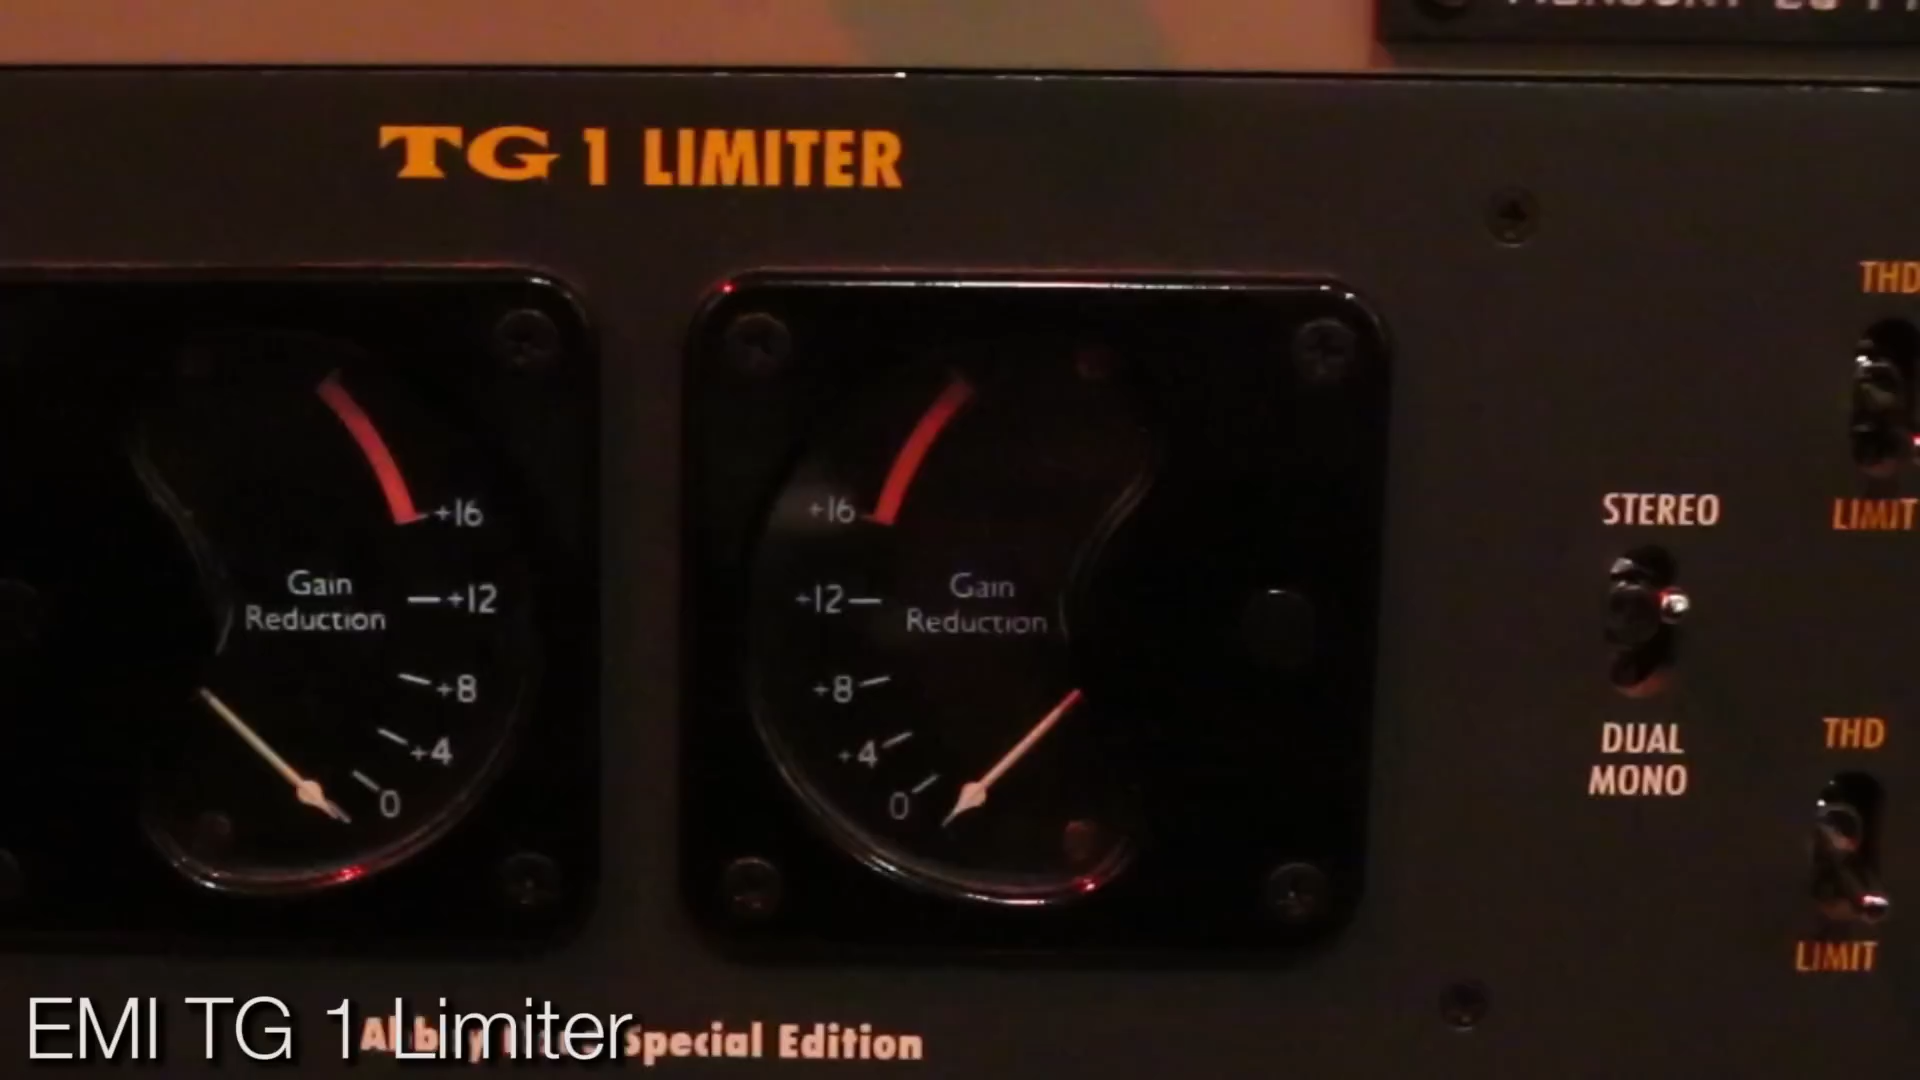 TG 1 LIMITER
THD
LIMIT
STEREO
DUAL
MONO
THD
LIMIT
+16
+12
+8
+4
0
Gain
Reduction
+16
+12
+8
+4
0
Gain
Reduction
Special Edition
EMI TG 1 Limiter